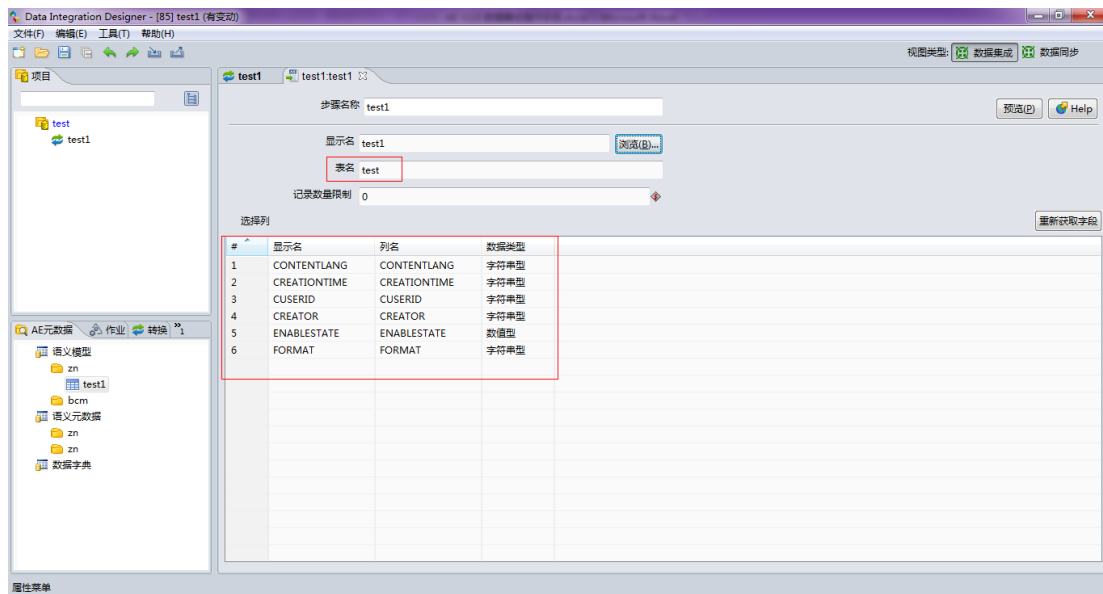 Data Integration Designer - [85] test1 (有变动)
文件(F) 编辑(E) 工具(T) 帮助(H)
视图类型: 数据集成 数据同步
项目
test
test1
test1 test1:test1
步骤名称 test1
预览(P) Help
显示名 test1 浏览(B)...
表名 test
记录数量限制 0
选择列 重新获取字段
# 显示名 列名 数据类型
1 CONTENTLANG CONTENTLANG 字符串型
2 CREATIONTIME CREATIONTIME 字符串型
3 CUSERID CUSERID 字符串型
4 CREATOR CREATOR 字符串型
5 ENABLESTATE ENABLESTATE 数值型
6 FORMAT FORMAT 字符串型
AE元数据 作业 转换 »1
语义模型
zn
test1
bcm
语义元数据
zn
zn
数据字典
属性菜单